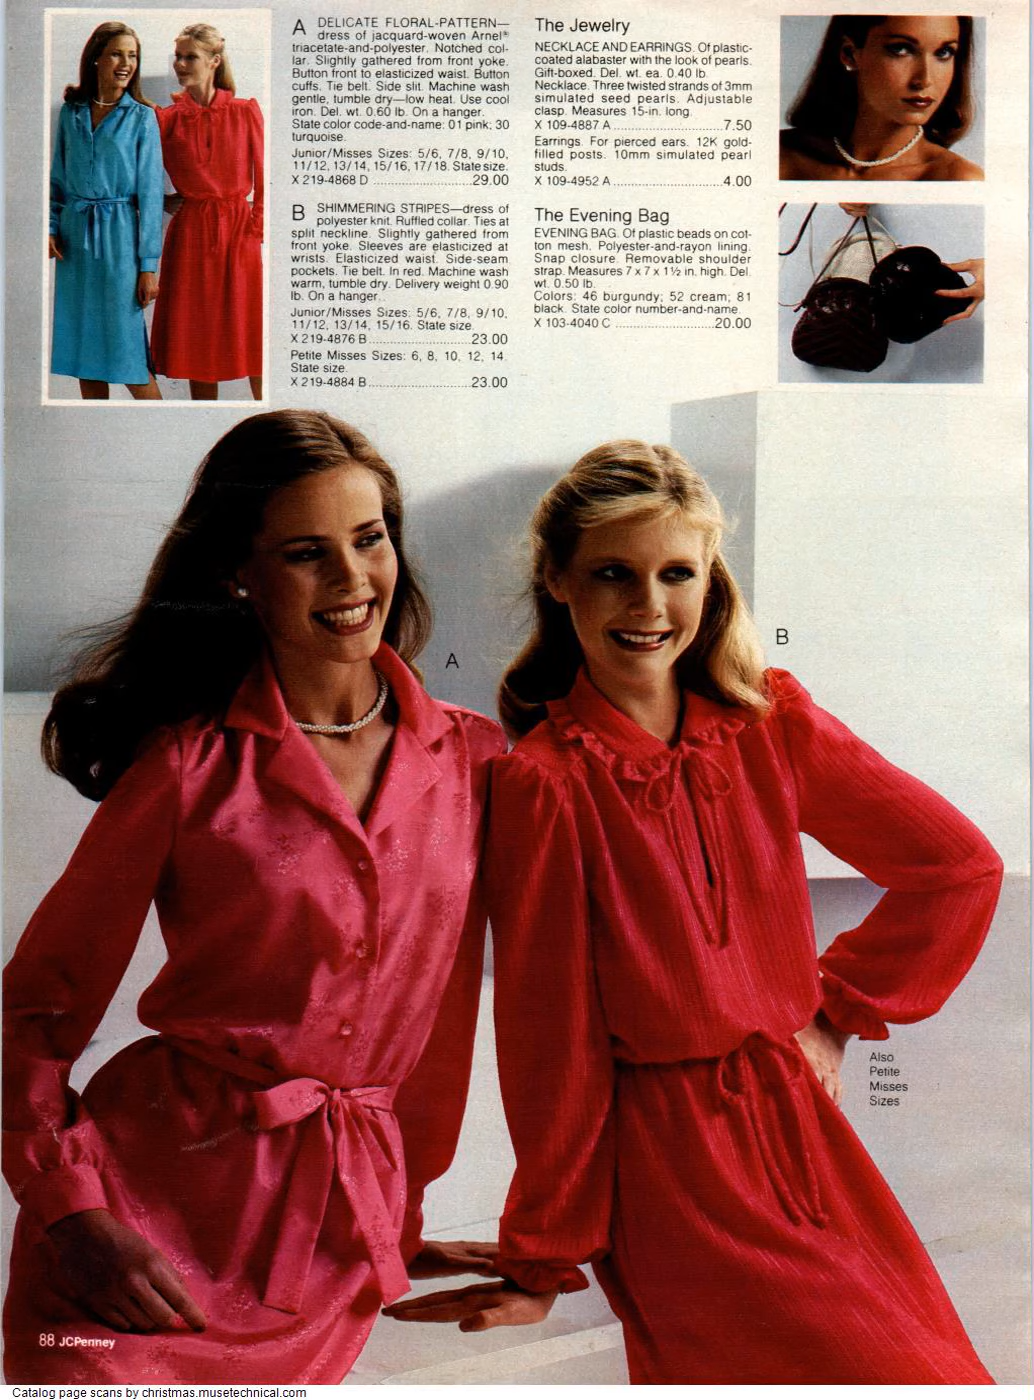 A DELICATE FLORAL-PATTERN—
dress of jacquard-woven Arnel®
triacetate-and-polyester. Notched col-
lar. Slightly gathered from front yoke.
Button front to elasticized waist. Button
cuffs. Tie belt. Side slit. Machine wash
gentle, tumble dry—low heat. Use cool
iron. Del. wt. 0.60 lb. On a hanger.
State color code-and-name: 01 pink; 30
turquoise.
Junior/Misses Sizes: 5/6, 7/8, 9/10,
11/12, 13/14, 15/16, 17/18. State size.
X 219-4868 D ........................29.00
B SHIMMERING STRIPES—dress of
polyester knit. Ruffled collar. Ties at
split neckline. Slightly gathered from
front yoke. Sleeves are elasticized at
wrists. Elasticized waist. Side-seam
pockets. Tie belt. In red. Machine wash
warm, tumble dry. Delivery weight 0.90
lb. On a hanger.
Junior/Misses Sizes: 5/6, 7/8, 9/10,
11/12, 13/14, 15/16. State size.
X 219-4876 B.........................23.00
Petite Misses Sizes: 6, 8, 10, 12, 14.
State size.
X 219-4884 B.........................23.00
The Jewelry
NECKLACE AND EARRINGS. Of plastic-
coated alabaster with the look of pearls.
Gift-boxed. Del. wt. ea. 0.40 lb.
Necklace. Three twisted strands of 3mm
simulated seed pearls. Adjustable
clasp. Measures 15-in. long.
X 109-4887 A...........................7.50
Earrings. For pierced ears. 12K gold-
filled posts. 10mm simulated pearl
studs.
X 109-4952 A...........................4.00
The Evening Bag
EVENING BAG. Of plastic beads on cot-
ton mesh. Polyester-and-rayon lining.
Snap closure. Removable shoulder
strap. Measures 7 x 7 x 1½ in. high. Del.
wt. 0.50 lb.
Colors: 46 burgundy; 52 cream; 81
black. State color number-and-name.
X 103-4040 C ........................20.00
A
B
Also
Petite
Misses
Sizes
88 JCPenney
Catalog page scans by christmas.musetechnical.com